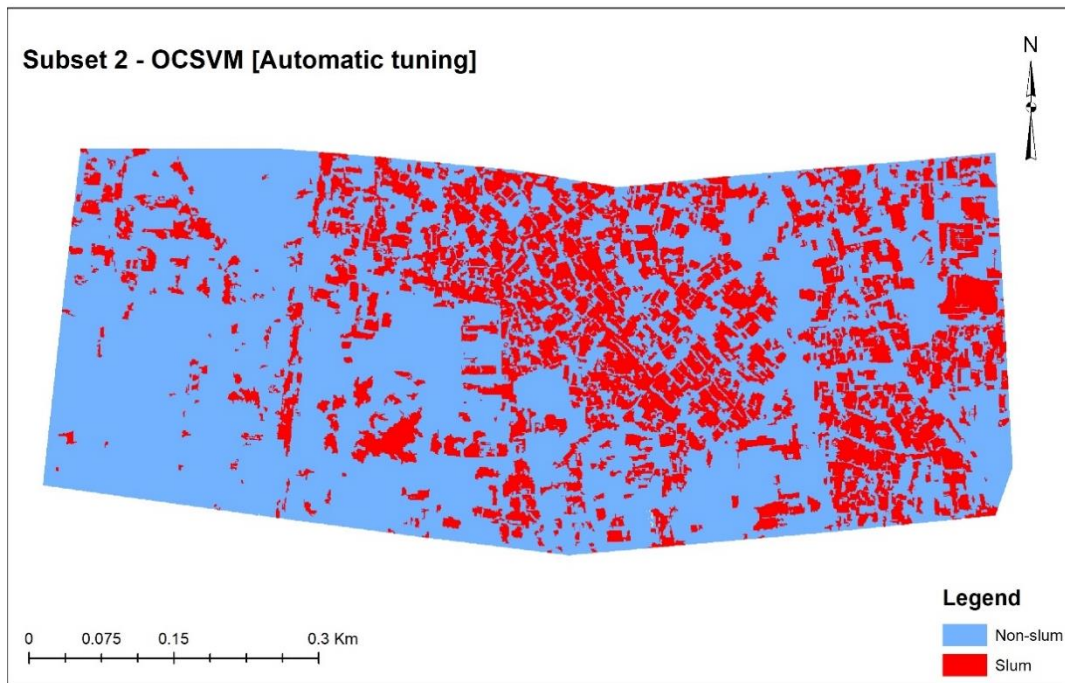 Subset 2 - OCSVM [Automatic tuning]
N
0 0.075 0.15 0.3 Km
Legend
Non-slum
Slum